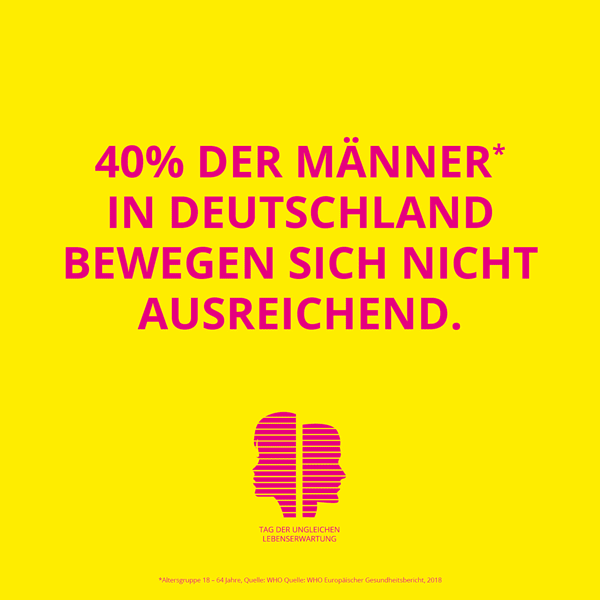 40% DER MÄNNER*
IN DEUTSCHLAND
BEWEGEN SICH NICHT
AUSREICHEND.
TAG DER UNGLEICHEN
LEBENSERWARTUNG
*Altersgruppe 18 – 64 Jahre, Quelle: WHO Quelle: WHO Europäischer Gesundheitsbericht, 2018